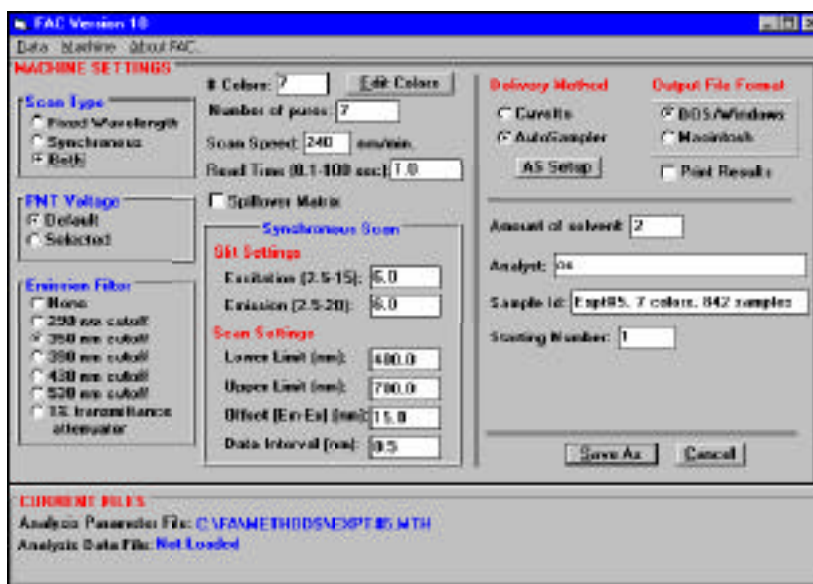 FAC Version 10
Data Machine About FAC.
MACHINE SETTINGS
Scan Type
Fixed Wavelength
Synchronous
Both
PMT Voltage
Default
Selected
Emission Filter
None
290 nm cutoff
350 nm cutoff
390 nm cutoff
430 nm cutoff
530 nm cutoff
1% transmittance
attenuator
# Colors: 7
Edit Colors
Number of pures: 7
Scan Speed: 240 nm/min.
Read Time (0.1-100 sec): 1.0
Spillover Matrix
Synchronous Scan
Slit Settings
Excitation (2.5-15): 6.0
Emission (2.5-20): 6.0
Scan Settings
Lower Limit (nm): 400.0
Upper Limit (nm): 700.0
Offset (Em-Ex) (nm): 15.0
Data Interval (nm): 0.5
Delivery Method
Cuvette
AutoSampler
AS Setup
Output File Format
DOS/Windows
Macintosh
Print Results
Amount of solvent: 2
Analyst: os
Sample Id: Expt#5, 7 colors, 842 samples
Starting Number: 1
Save As
Cancel
CURRENT FILES
Analysis Parameter File: C:\FA\METHODS\EXPT#5.MTH
Analysis Data File: Not Loaded